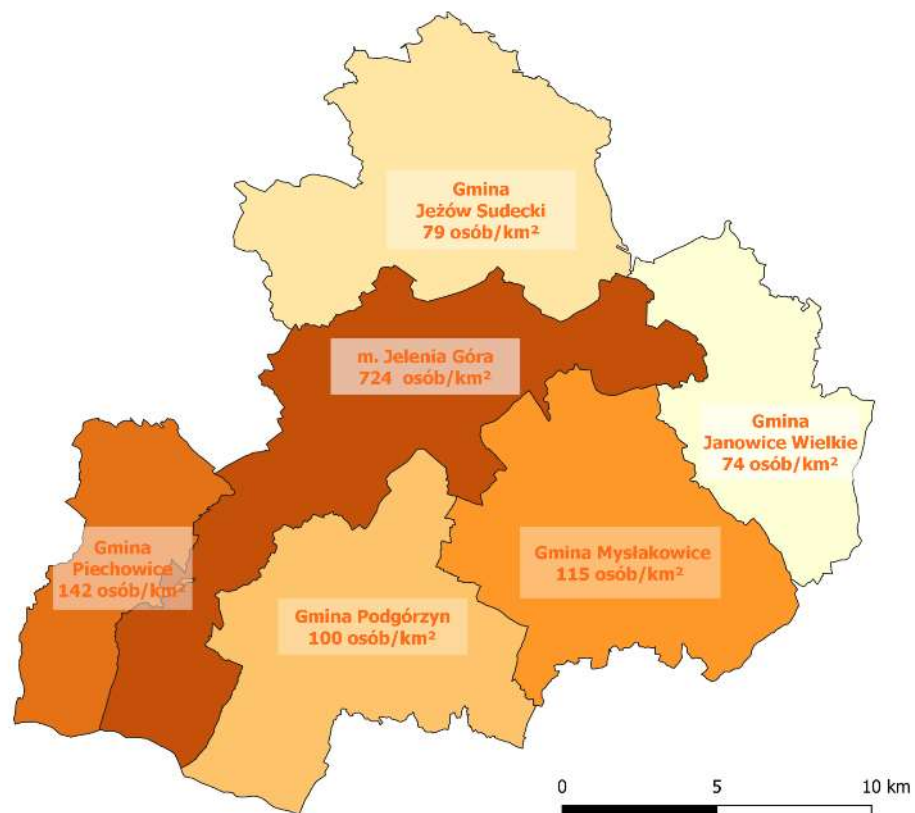 Gmina
Jeżów Sudecki
79 osób/km²
m. Jelenia Góra
724 osób/km²
Gmina
Janowice Wielkie
74 osób/km²
Gmina
Piechowice
142 osób/km²
Gmina Mysłakowice
115 osób/km²
Gmina Podgórzyn
100 osób/km²
0 5 10 km